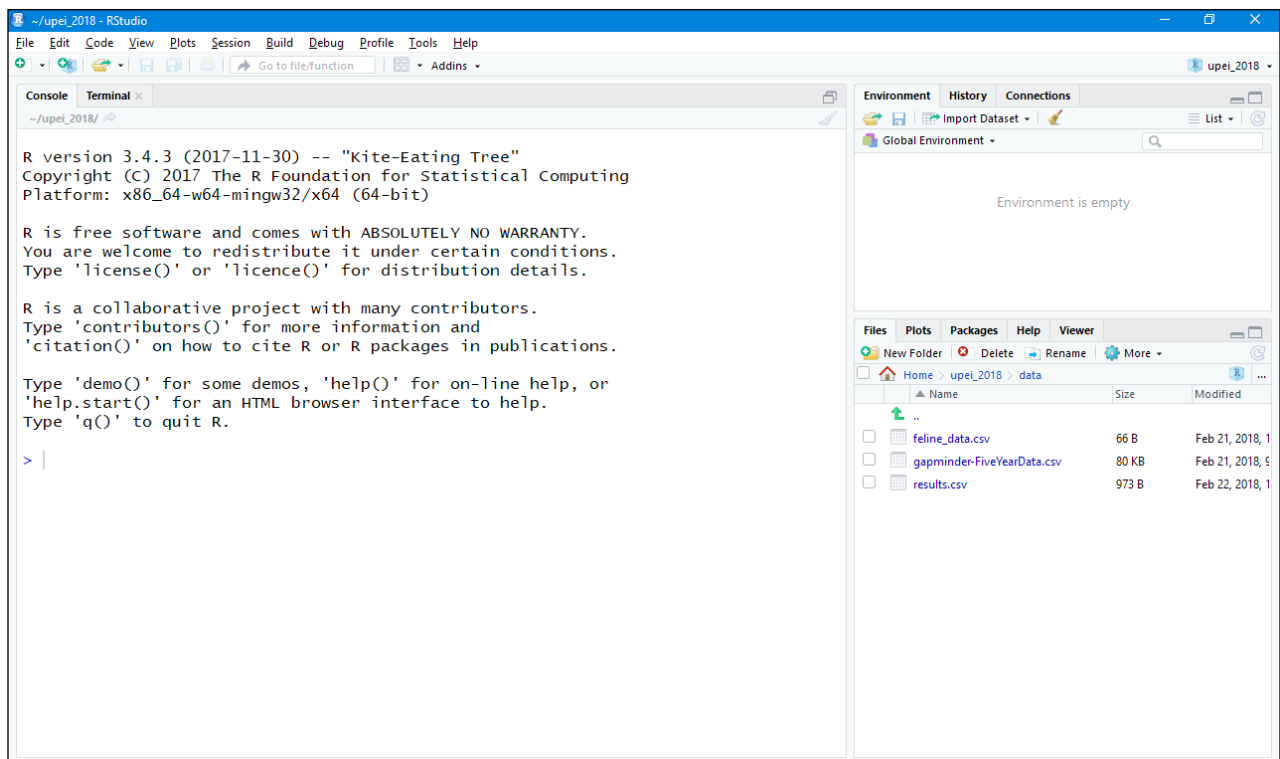 ~/upei_2018 - RStudio
File Edit Code View Plots Session Build Debug Profile Tools Help
Go to file/function Addins upei_2018
Console Terminal
~/upei_2018/
R version 3.4.3 (2017-11-30) -- "Kite-Eating Tree"
Copyright (C) 2017 The R Foundation for Statistical Computing
Platform: x86_64-w64-mingw32/x64 (64-bit)
R is free software and comes with ABSOLUTELY NO WARRANTY.
You are welcome to redistribute it under certain conditions.
Type 'license()' or 'licence()' for distribution details.
R is a collaborative project with many contributors.
Type 'contributors()' for more information and
'citation()' on how to cite R or R packages in publications.
Type 'demo()' for some demos, 'help()' for on-line help, or
'help.start()' for an HTML browser interface to help.
Type 'q()' to quit R.
>
Environment History Connections
Import Dataset List
Global Environment
Environment is empty
Files Plots Packages Help Viewer
New Folder Delete Rename More
Home > upei_2018 > data ...
Name Size Modified
..
feline_data.csv 66 B Feb 21, 2018, 1
gapminder-FiveYearData.csv 80 KB Feb 21, 2018, 9
results.csv 973 B Feb 22, 2018, 1